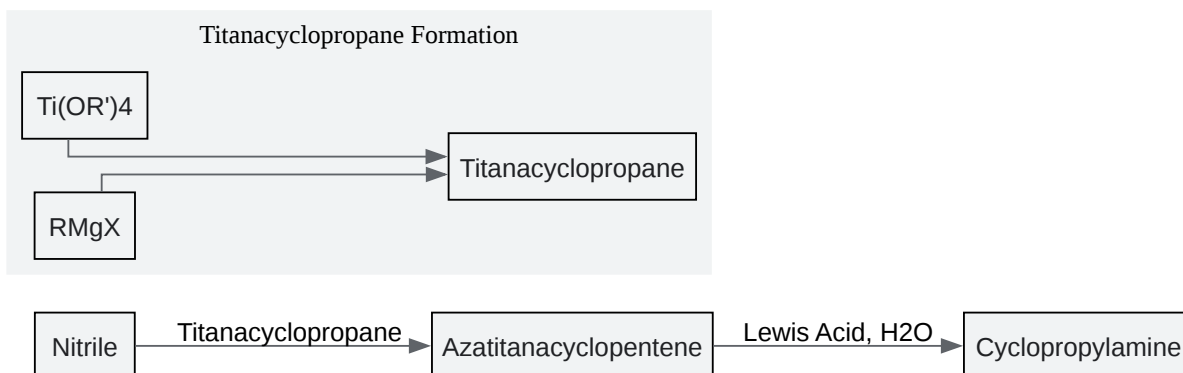 Titanacyclopropane Formation
Ti(OR')4
Titanacyclopropane
RMgX
Nitrile
Titanacyclopropane
Azatitanacyclopentene
Lewis Acid, H2O
Cyclopropylamine